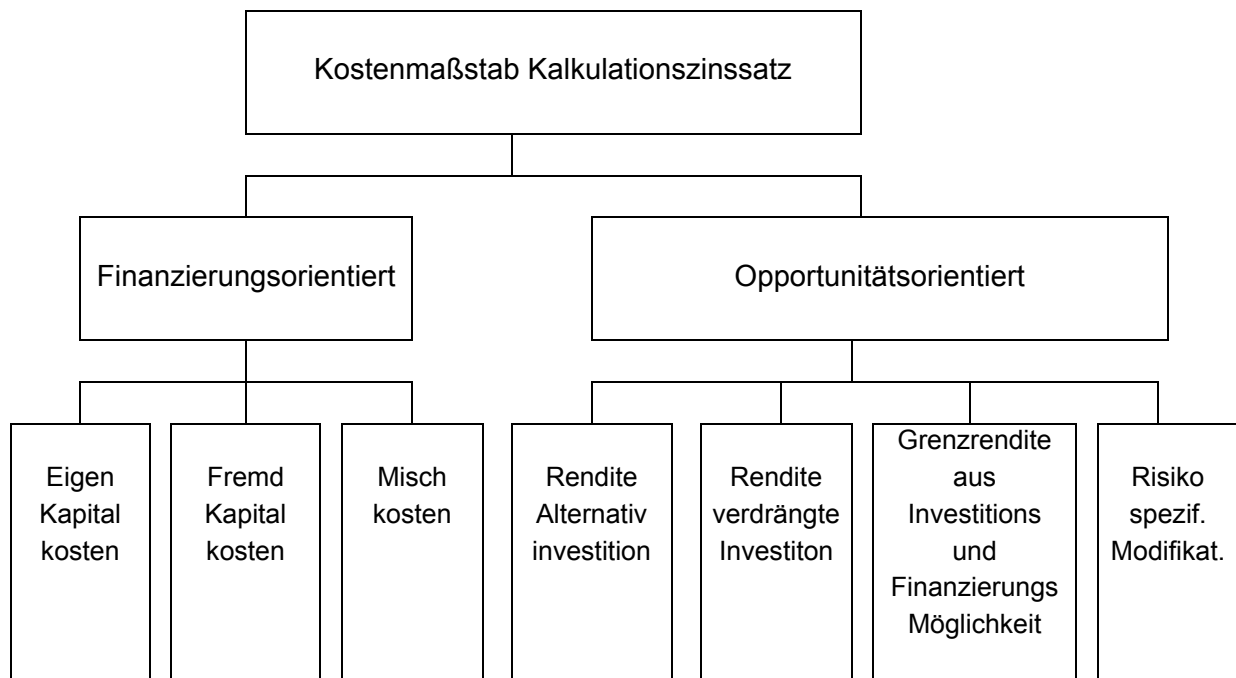 Kostenmaßstab Kalkulationszinssatz
Finanzierungsorientiert
Opportunitätsorientiert
Eigen
Kapital
kosten
Fremd
Kapital
kosten
Misch
kosten
Rendite
Alternativ
investition
Rendite
verdrängte
Investiton
Grenzrendite
aus
Investitions
und
Finanzierungs
Möglichkeit
Risiko
spezif.
Modifikat.